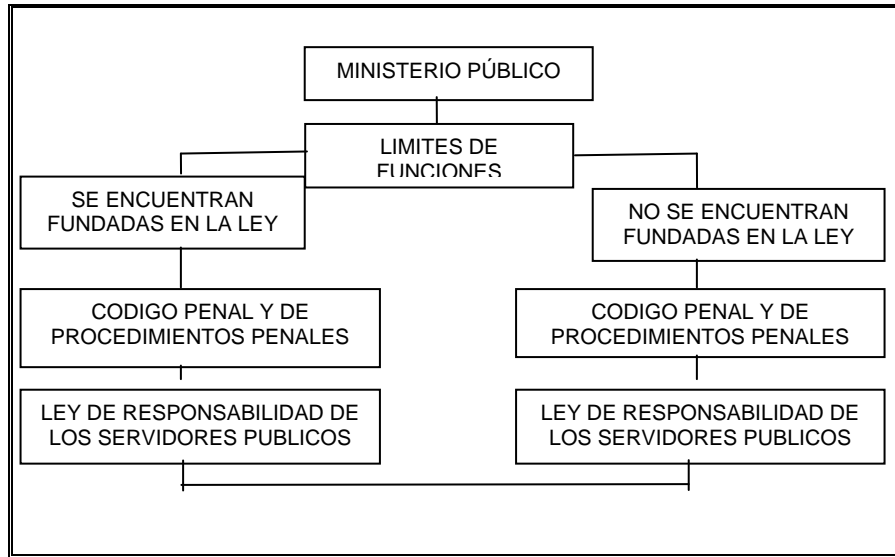 MINISTERIO PÚBLICO
LIMITES DE
FUNCIONES
SE ENCUENTRAN
FUNDADAS EN LA LEY
NO SE ENCUENTRAN
FUNDADAS EN LA LEY
CODIGO PENAL Y DE
PROCEDIMIENTOS PENALES
CODIGO PENAL Y DE
PROCEDIMIENTOS PENALES
LEY DE RESPONSABILIDAD DE
LOS SERVIDORES PUBLICOS
LEY DE RESPONSABILIDAD DE
LOS SERVIDORES PUBLICOS